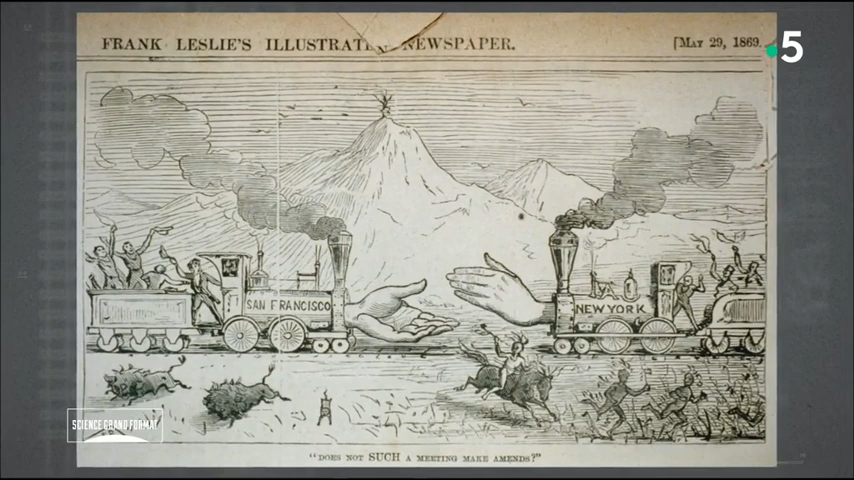 FRANK LESLIE'S ILLUSTRATED NEWSPAPER.
[MAY 29, 1869.
5
SAN FRANCISCO
NEW YORK
SCIENCE GRAND FORMAT
"DOES NOT SUCH A MEETING MAKE AMENDS?"